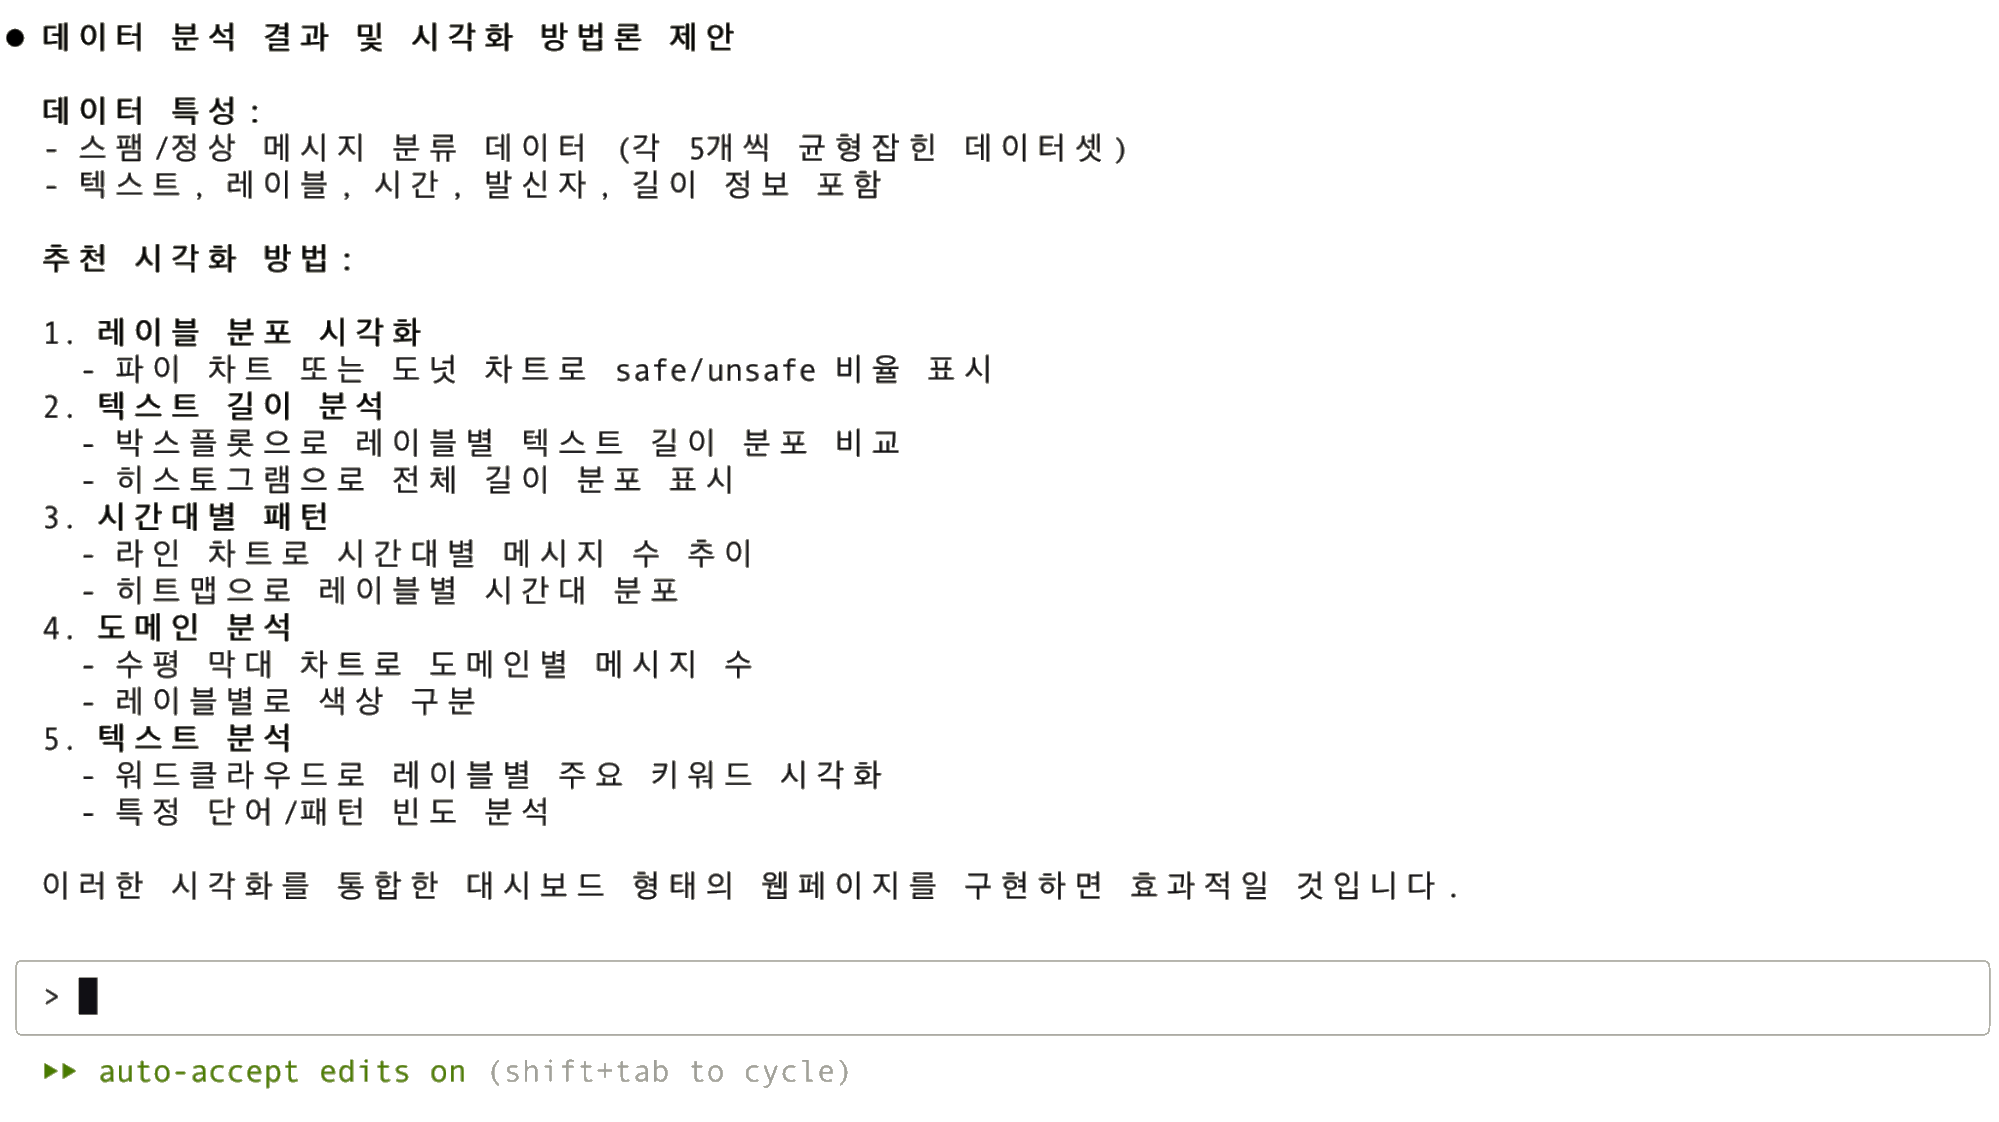 ● 데이터 분석 결과 및 시각화 방법론 제안
데이터 특성:
- 스팸/정상 메시지 분류 데이터 (각 5개씩 균형잡힌 데이터셋)
- 텍스트, 레이블, 시간, 발신자, 길이 정보 포함
추천 시각화 방법:
1. 레이블 분포 시각화
- 파이 차트 또는 도넛 차트로 safe/unsafe 비율 표시
2. 텍스트 길이 분석
- 박스플롯으로 레이블별 텍스트 길이 분포 비교
- 히스토그램으로 전체 길이 분포 표시
3. 시간대별 패턴
- 라인 차트로 시간대별 메시지 수 추이
- 히트맵으로 레이블별 시간대 분포
4. 도메인 분석
- 수평 막대 차트로 도메인별 메시지 수
- 레이블별로 색상 구분
5. 텍스트 분석
- 워드클라우드로 레이블별 주요 키워드 시각화
- 특정 단어/패턴 빈도 분석
이러한 시각화를 통합한 대시보드 형태의 웹페이지를 구현하면 효과적일 것입니다.
>
⏵⏵ auto-accept edits on (shift+tab to cycle)